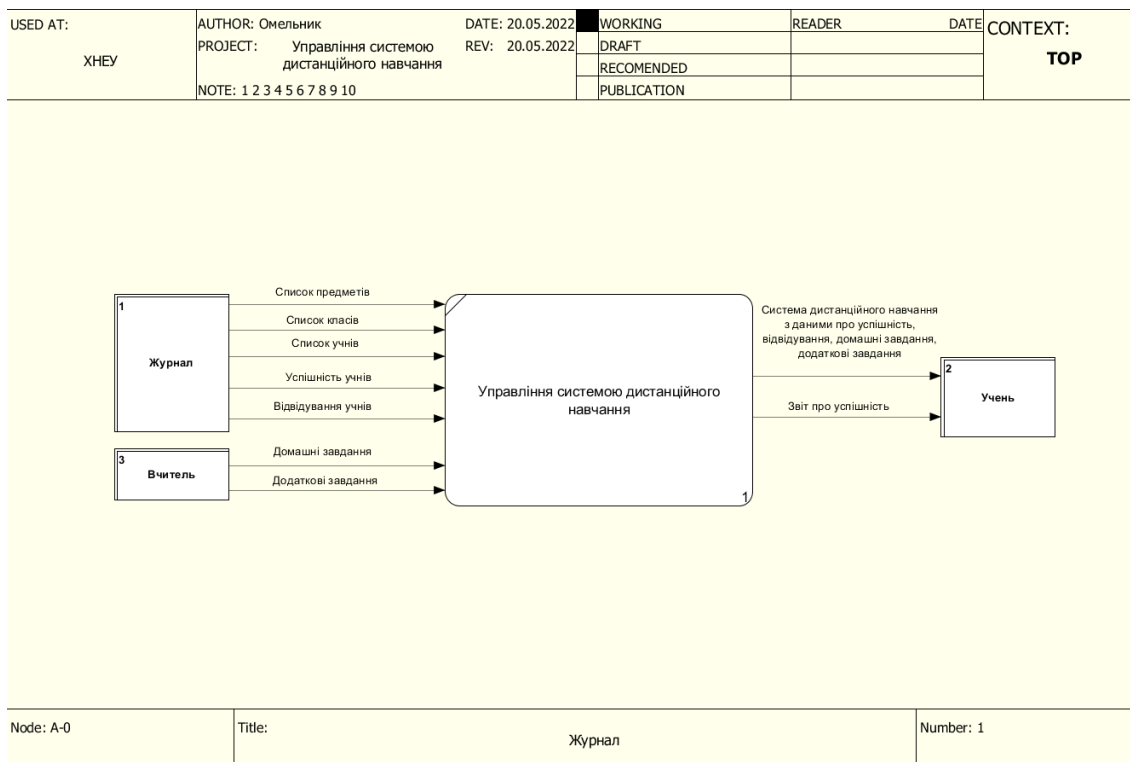 USED AT:
ХНЕУ
AUTHOR: Омельник
DATE: 20.05.2022
PROJECT: Управління системою
дистанційного навчання
REV: 20.05.2022
NOTE: 1 2 3 4 5 6 7 8 9 10
WORKING
DRAFT
RECOMENDED
PUBLICATION
READER
DATE
CONTEXT:
TOP
1
Журнал
3
Вчитель
Список предметів
Список класів
Список учнів
Успішність учнів
Відвідування учнів
Домашні завдання
Додаткові завдання
Управління системою дистанційного
навчання
1
Система дистанційного навчання
з даними про успішність,
відвідування, домашні завдання,
додаткові завдання
Звіт про успішність
2
Учень
Node: A-0
Title:
Журнал
Number: 1